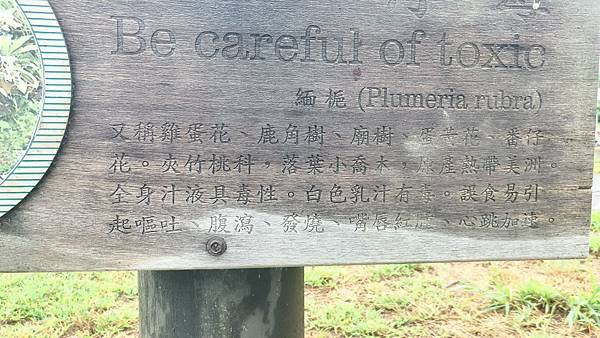 Be careful of toxic
緬梔 (Plumeria rubra)
又稱雞蛋花、鹿角樹、廟樹、蛋黃花、番仔
花。夾竹桃科，落葉小喬木，原產熱帶美洲。
全身汁液具毒性。白色乳汁有毒。誤食易引
起嘔吐、腹瀉、發燒、嘴唇紅腫、心跳加速。